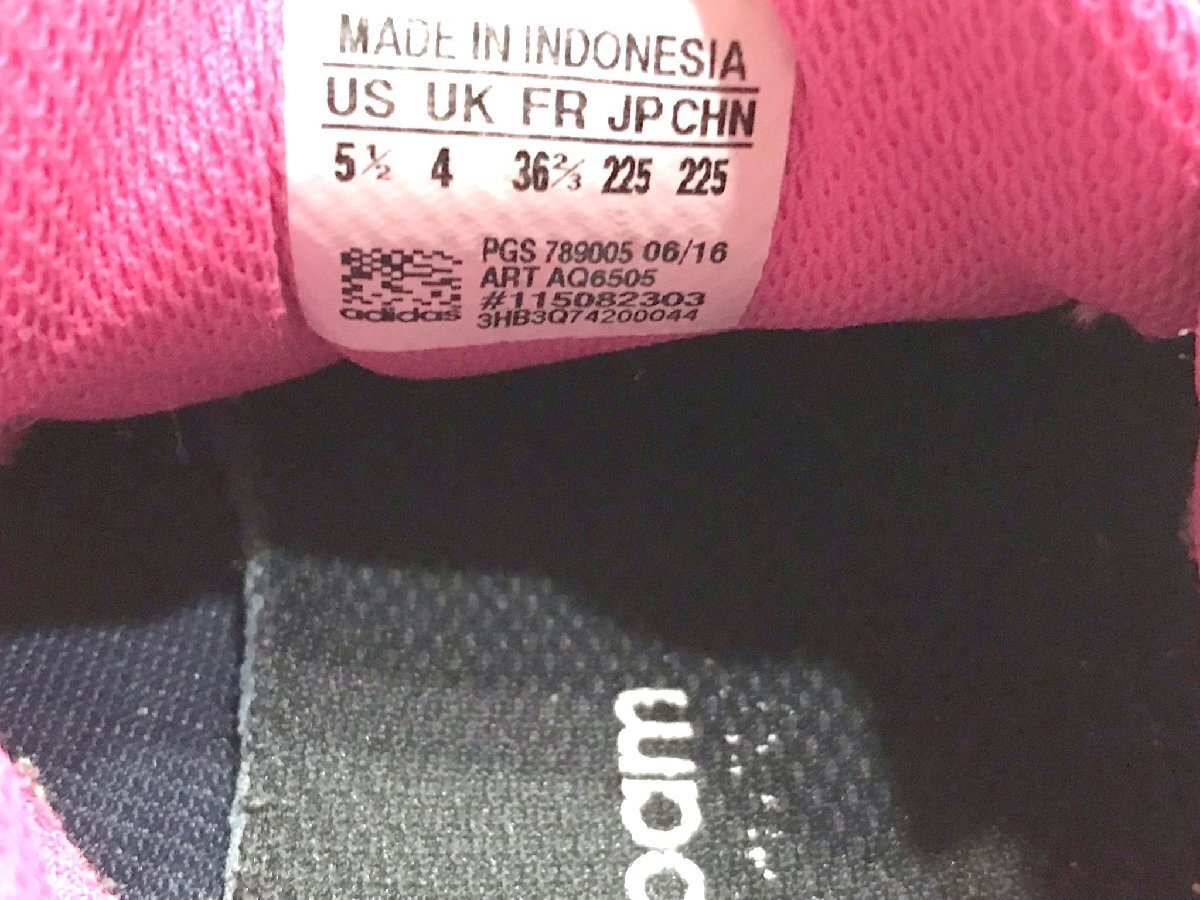 MADE IN INDONESIA
US UK FR JP CHN
5½ 4 36⅔ 225 225
PGS 789005 06/16
ART AQ6505
#115082303
3HB3Q74200044
adidas